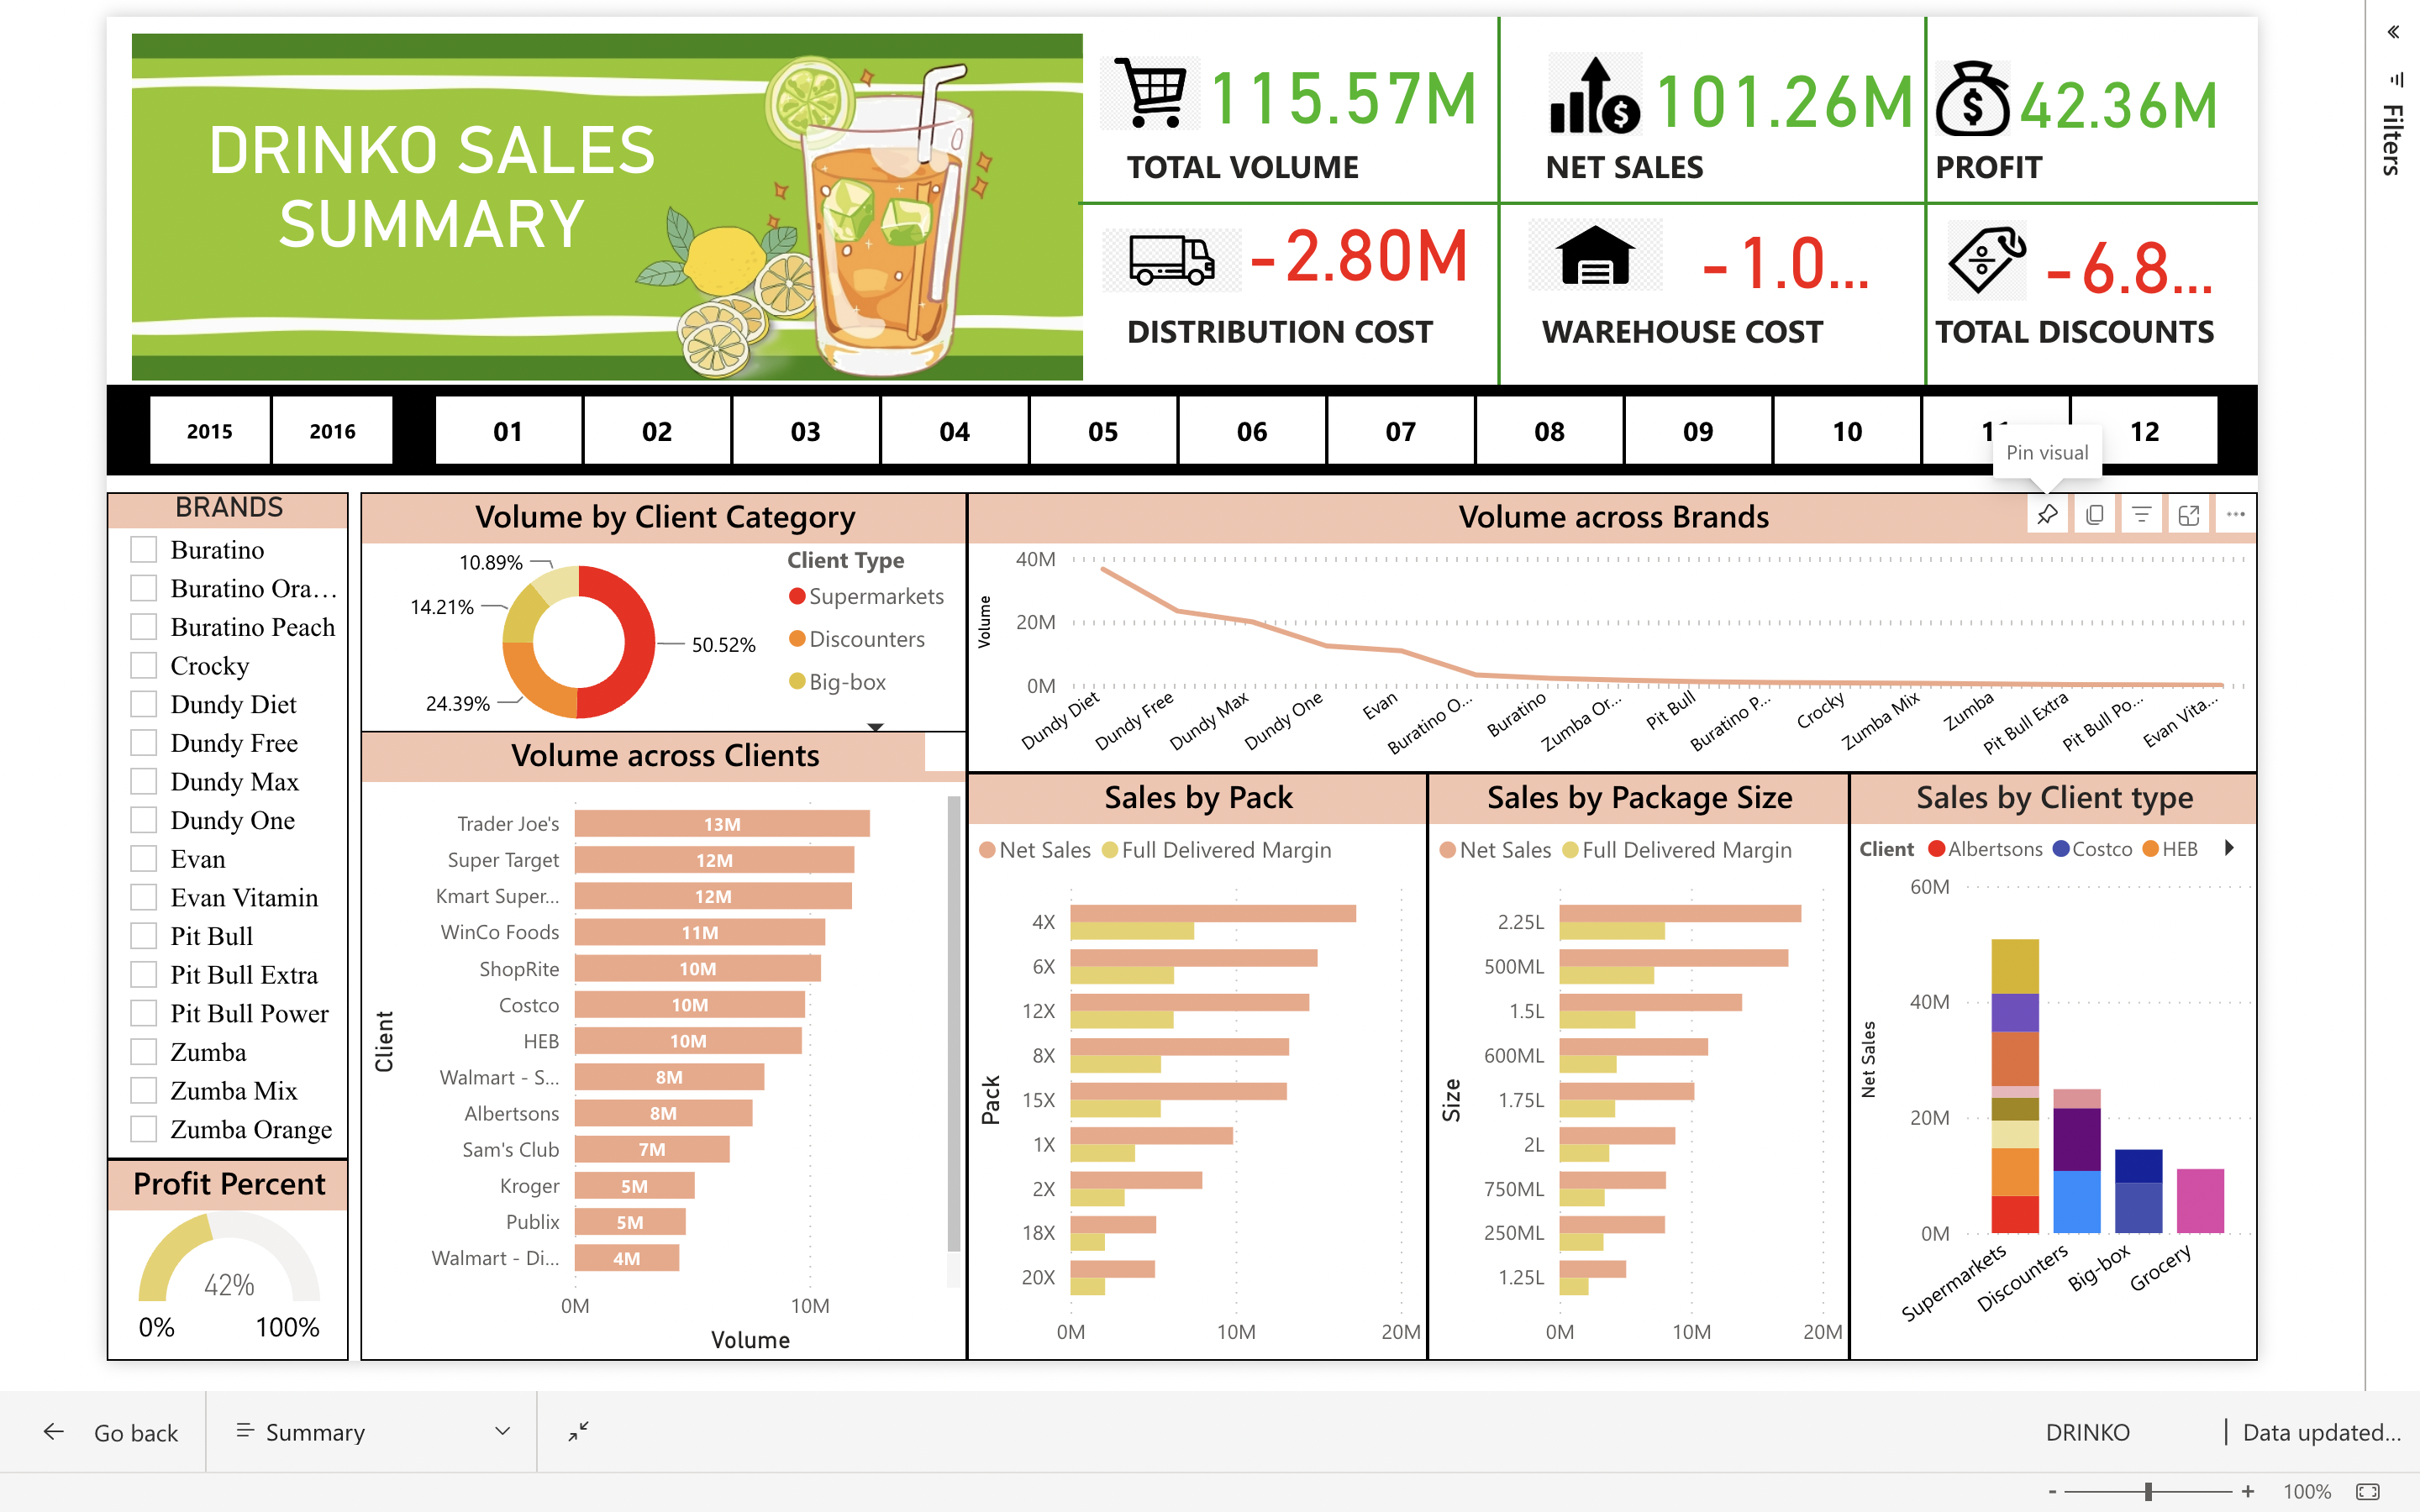 DRINKO SALES
SUMMARY
115.57M
TOTAL VOLUME
101.26M
NET SALES
42.36M
PROFIT
-2.80M
DISTRIBUTION COST
-1.0...
WAREHOUSE COST
-6.8...
TOTAL DISCOUNTS
«
Filters
2015
2016
01
02
03
04
05
06
07
08
09
10
12
Pin visual
BRANDS
Buratino
Buratino Ora...
Buratino Peach
Crocky
Dundy Diet
Dundy Free
Dundy Max
Dundy One
Evan
Evan Vitamin
Pit Bull
Pit Bull Extra
Pit Bull Power
Zumba
Zumba Mix
Zumba Orange
Profit Percent
42%
0%
100%
Volume by Client Category
10.89%
14.21%
24.39%
50.52%
Client Type
Supermarkets
Discounters
Big-box
Volume across Clients
Client
Trader Joe's 13M
Super Target 12M
Kmart Super... 12M
WinCo Foods 11M
ShopRite 10M
Costco 10M
HEB 10M
Walmart - S... 8M
Albertsons 8M
Sam's Club 7M
Kroger 5M
Publix 5M
Walmart - Di... 4M
0M 10M
Volume
Volume across Brands
Volume
40M
20M
0M
Dundy Diet
Dundy Free
Dundy Max
Dundy One
Evan
Buratino O...
Buratino
Zumba Or...
Pit Bull
Buratino P...
Crocky
Zumba Mix
Zumba
Pit Bull Extra
Pit Bull Po...
Evan Vita...
Sales by Pack
Net Sales Full Delivered Margin
Pack
4X
6X
12X
8X
15X
1X
2X
18X
20X
0M 10M 20M
Sales by Package Size
Net Sales Full Delivered Margin
Size
2.25L
500ML
1.5L
600ML
1.75L
2L
750ML
250ML
1.25L
0M 10M 20M
Sales by Client type
Client Albertsons Costco HEB
Net Sales
60M
40M
20M
0M
Supermarkets
Discounters
Big-box
Grocery
Go back
Summary
DRINKO | Data updated...
- + 100%